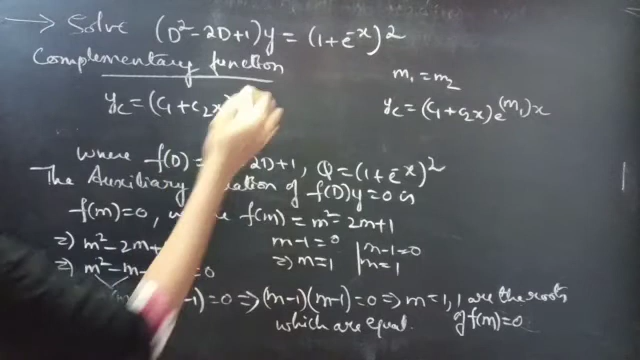 → Solve (D² - 2D + 1)y = (1 + e⁻ˣ)²
Complementary function
m₁ = m₂
y_c = (c₁ + c₂x)
y_c = (c₁ + c₂x)e^(m₁)x
where f(D) = 2D + 1, Q = (1 + e⁻ˣ)²
The Auxiliary of f(D)y = 0 is
f(m) = 0, f(m) = m² - 2m + 1
⇒ m² - 2m +
m - 1 = 0 | m - 1 = 0
⇒ m² - m - = 0
⇒ m = 1 | m = 1
-1) = 0 ⇒ (m-1)(m-1) = 0 ⇒ m = 1, 1 are the roots
which are equal. of f(m) = 0